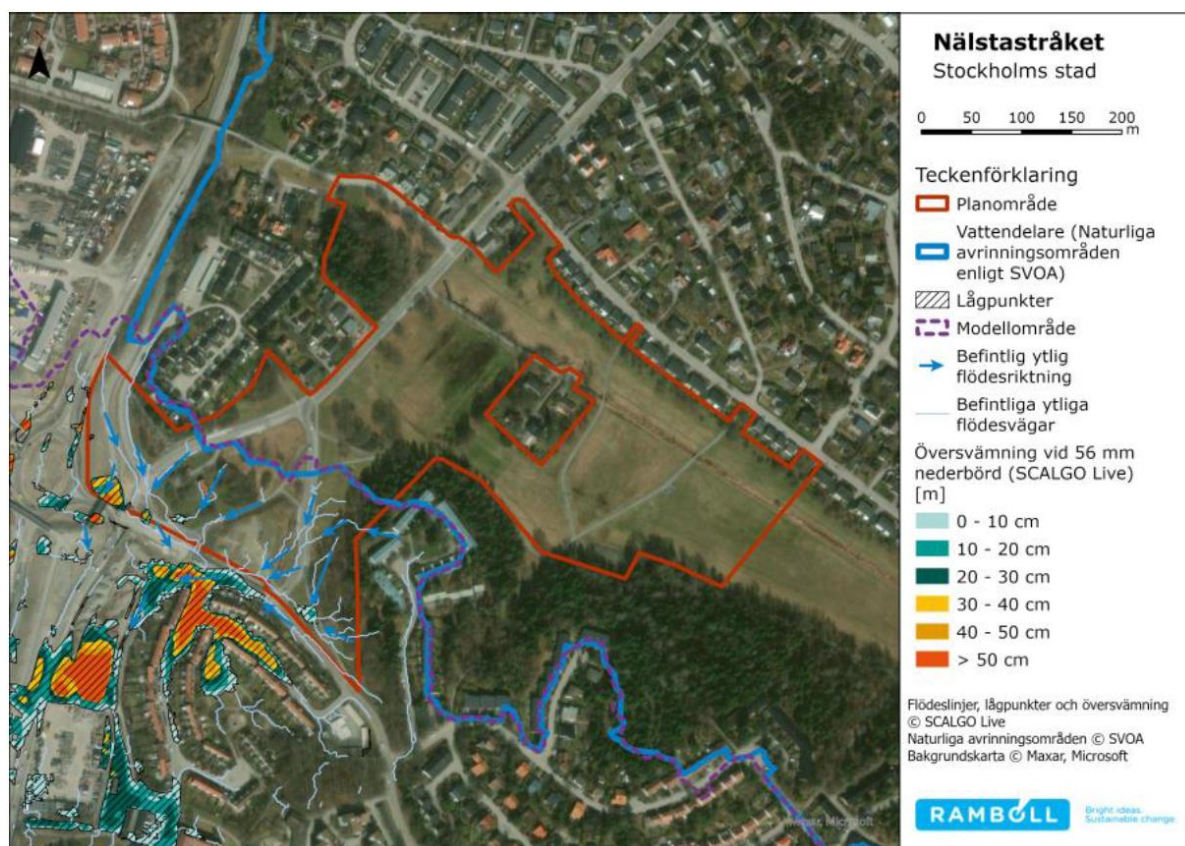 Nälstastråket
Stockholms stad
0 50 100 150 200
m
Teckenförklaring
Planområde
Vattendelare (Naturliga
avrinningsområden
enligt SVOA)
Lågpunkter
Modellområde
Befintlig ytlig
flödesriktning
Befintliga ytliga
flödesvägar
Översvämning vid 56 mm
nederbörd (SCALGO Live)
[m]
0 - 10 cm
10 - 20 cm
20 - 30 cm
30 - 40 cm
40 - 50 cm
> 50 cm
Flödeslinjer, lågpunkter och översvämning
© SCALGO Live
Naturliga avrinningsområden © SVOA
Bakgrundskarta © Maxar, Microsoft
RAMBOLL
Bright ideas.
Sustainable change.
Maxar, Microsoft